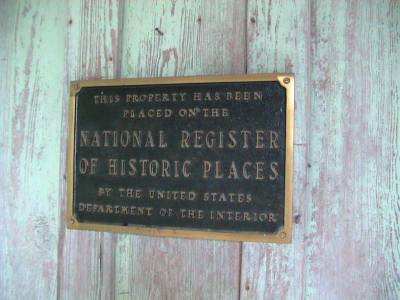 THIS PROPERTY HAS BEEN
PLACED ON THE
NATIONAL REGISTER
OF HISTORIC PLACES
BY THE UNITED STATES
DEPARTMENT OF THE INTERIOR